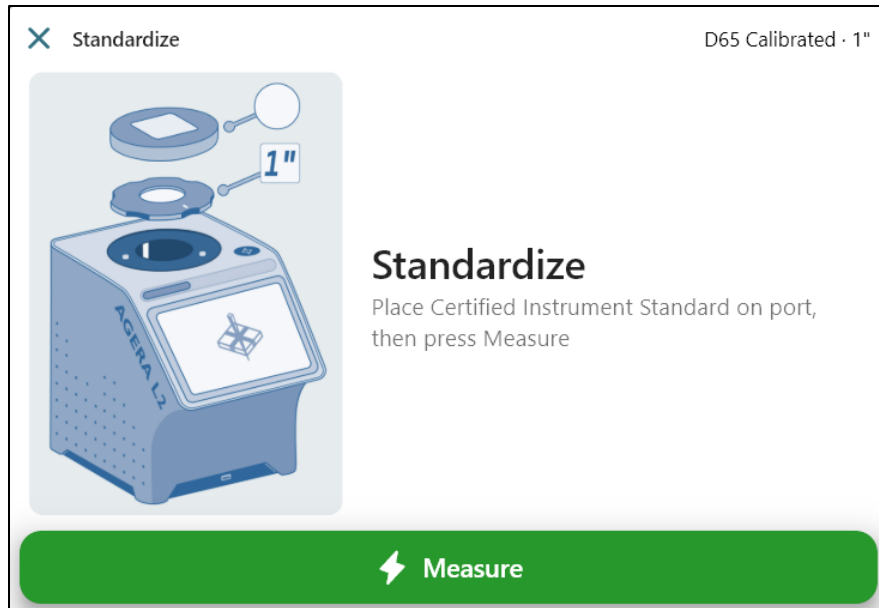 Standardize
D65 Calibrated · 1"
1"
AGERA L2
Standardize
Place Certified Instrument Standard on port,
then press Measure
Measure